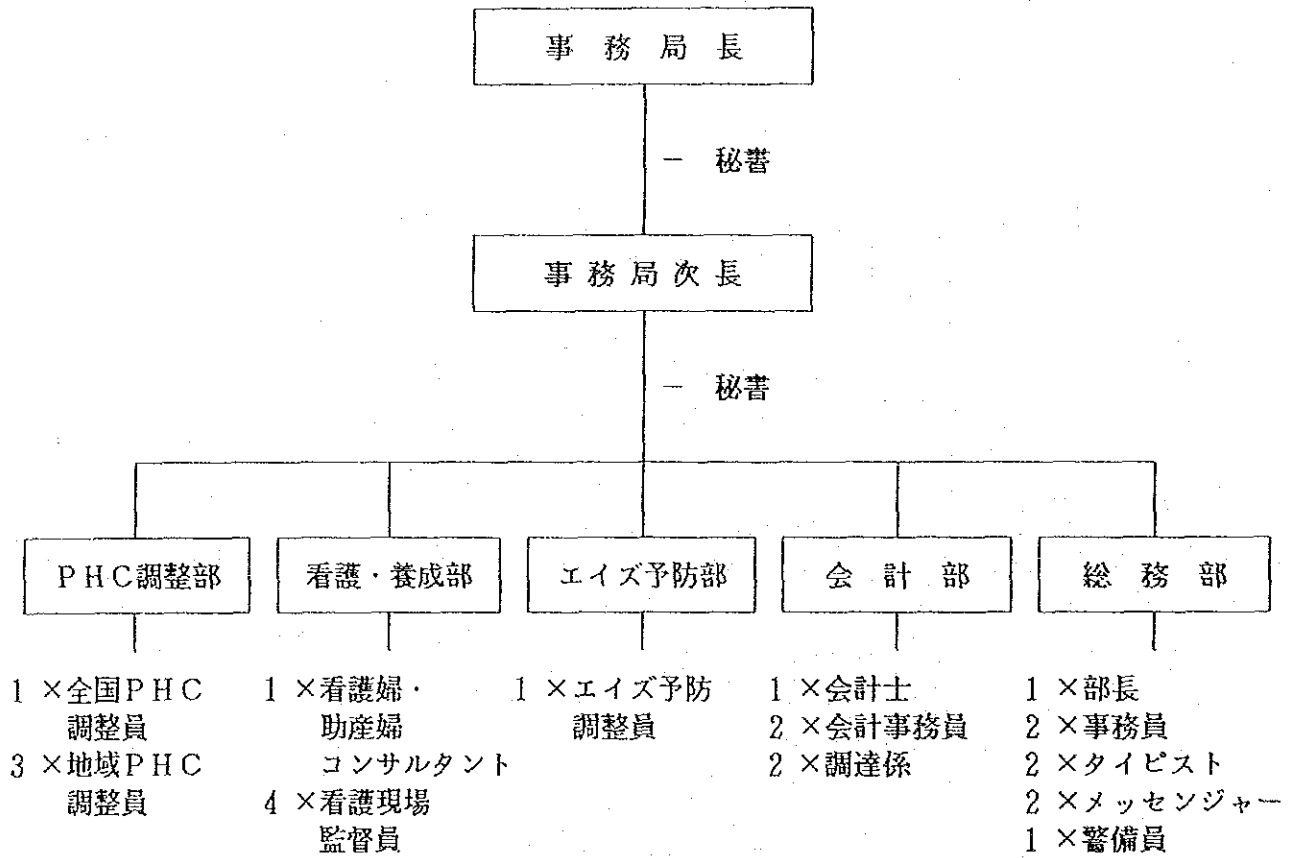 事務局長
― 秘書
事務局次長
― 秘書
PHC調整部
看護・養成部
エイズ予防部
会計部
総務部
1 ×全国PHC
調整員
3 ×地域PHC
調整員
1 ×看護婦・
助産婦
コンサルタント
4 ×看護現場
監督員
1 ×エイズ予防
調整員
1 ×会計士
2 ×会計事務員
2 ×調達係
1 ×部長
2 ×事務員
2 ×タイピスト
2 ×メッセンジャー
1 ×警備員